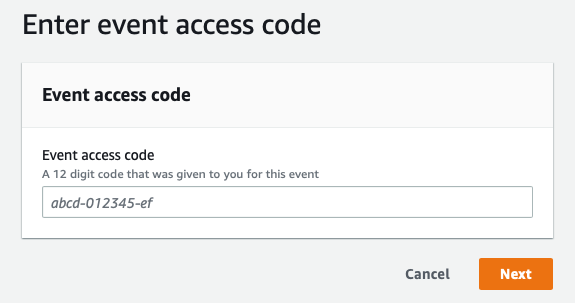 Enter event access code
Event access code
Event access code
A 12 digit code that was given to you for this event
abcd-012345-ef
Cancel Next